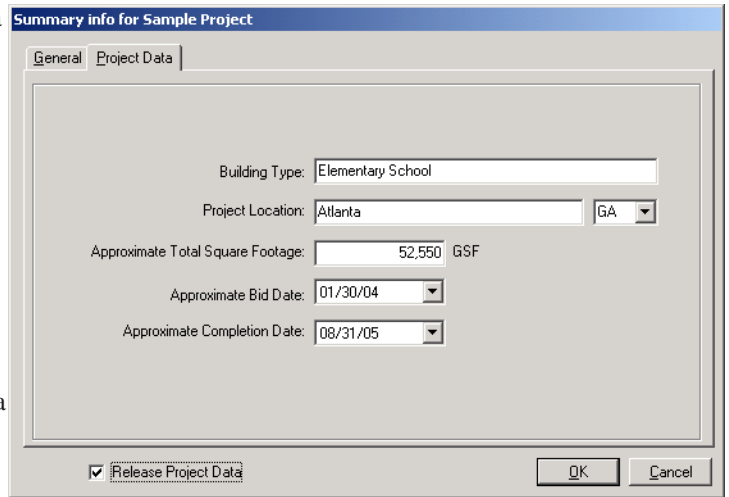 a
Summary info for Sample Project
General Project Data
Building Type: Elementary School
Project Location: Atlanta GA
Approximate Total Square Footage: 52,550 GSF
Approximate Bid Date: 01/30/04
Approximate Completion Date: 08/31/05
a
Release Project Data OK Cancel